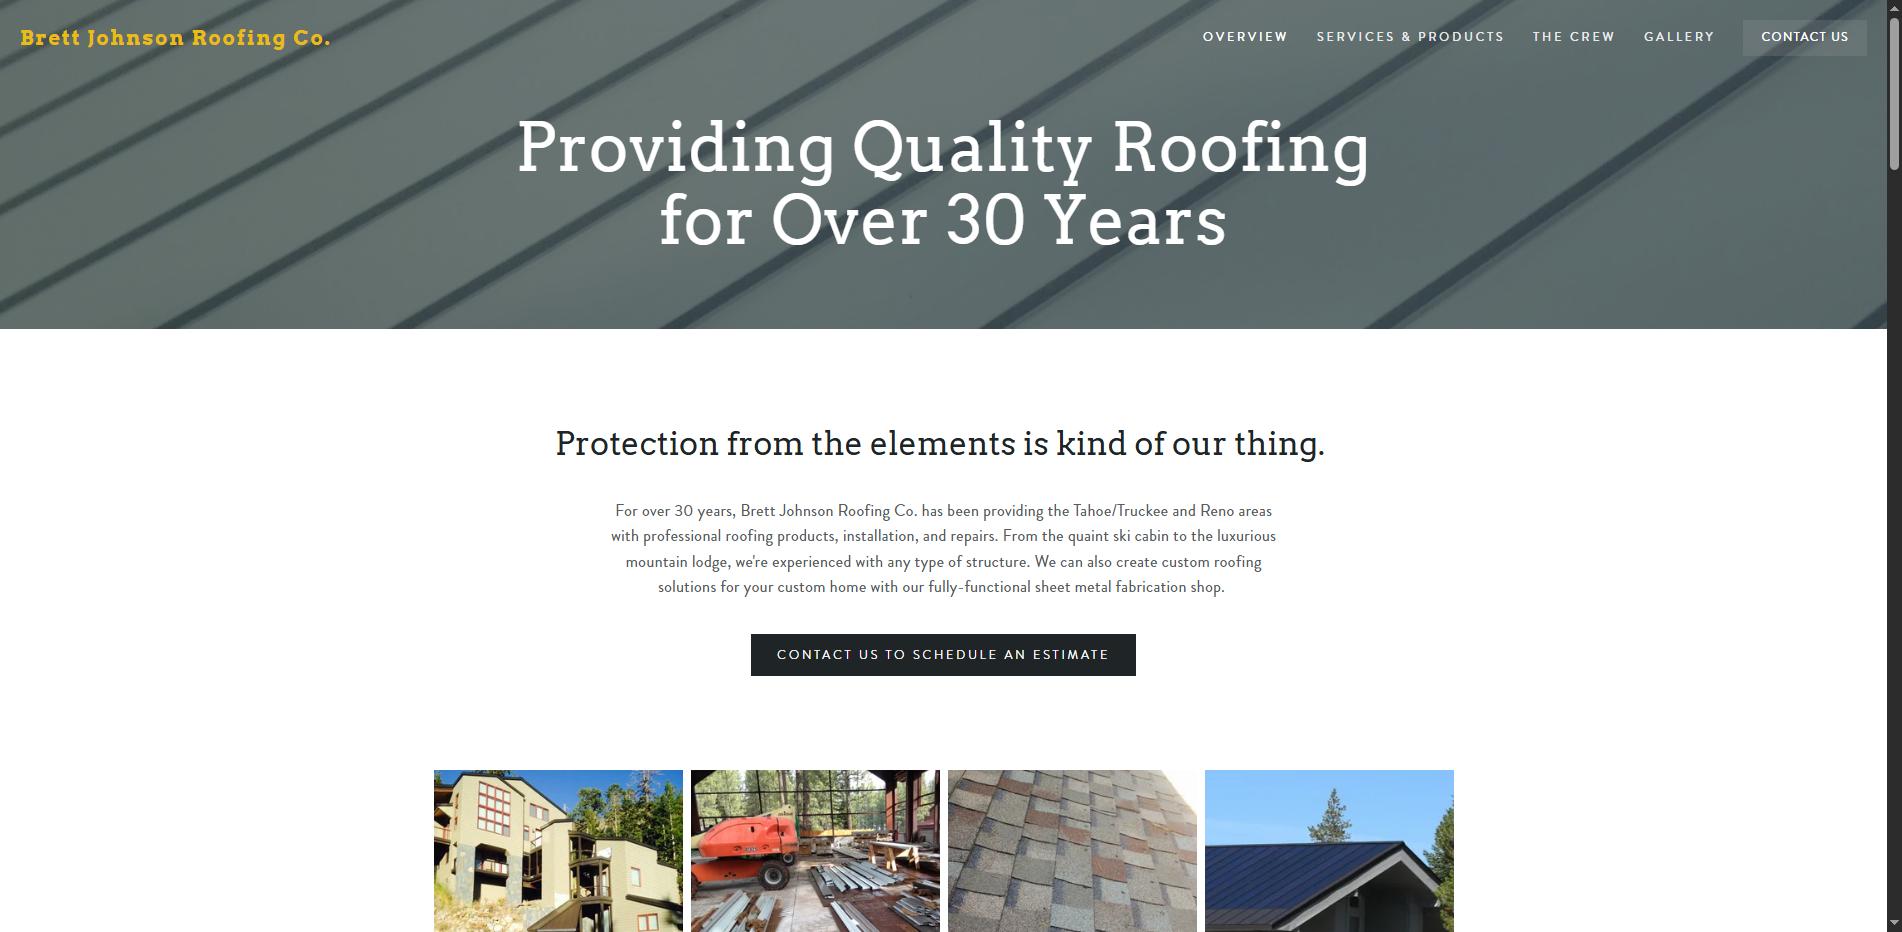 Brett Johnson Roofing Co.
OVERVIEW
SERVICES & PRODUCTS
THE CREW
GALLERY
CONTACT US
Providing Quality Roofing
for Over 30 Years
Protection from the elements is kind of our thing.
For over 30 years, Brett Johnson Roofing Co. has been providing the Tahoe/Truckee and Reno areas
with professional roofing products, installation, and repairs. From the quaint ski cabin to the luxurious
mountain lodge, we're experienced with any type of structure. We can also create custom roofing
solutions for your custom home with our fully-functional sheet metal fabrication shop.
CONTACT US TO SCHEDULE AN ESTIMATE